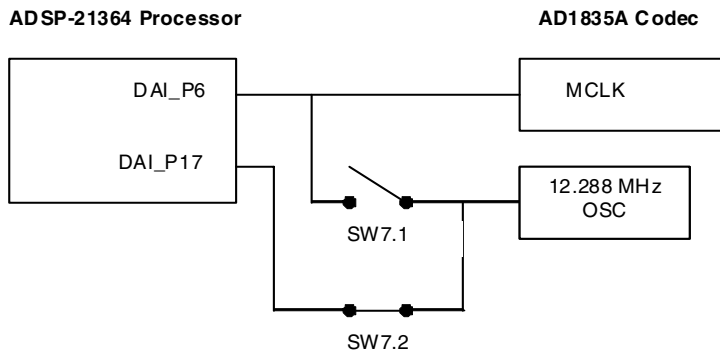 ADSP-21364 Processor
AD1835A Codec
DAI_P6
MCLK
DAI_P17
12.288 MHz
OSC
SW7.1
SW7.2